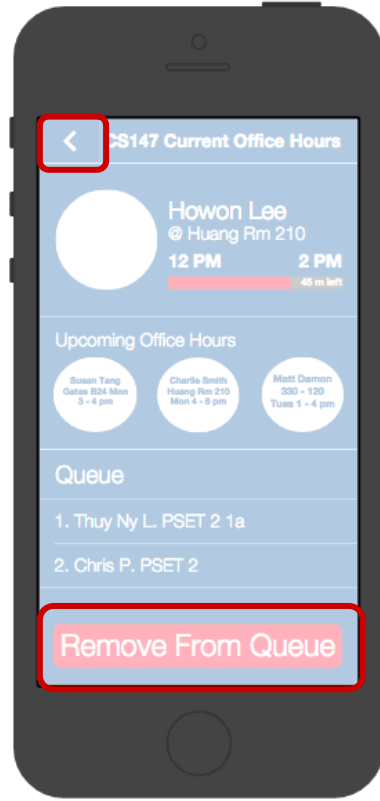 CS147 Current Office Hours
Howon Lee
@ Huang Rm 210
12 PM 2 PM
45 m left
Upcoming Office Hours
Susan Tang
Gates B24 Mon
3 - 4 pm
Charlie Smith
Huang Rm 210
Mon 4 - 6 pm
Matt Damon
330 - 120
Tues 1 - 4 pm
Queue
1. Thuy Ny L. PSET 2 1a
2. Chris P. PSET 2
Remove From Queue